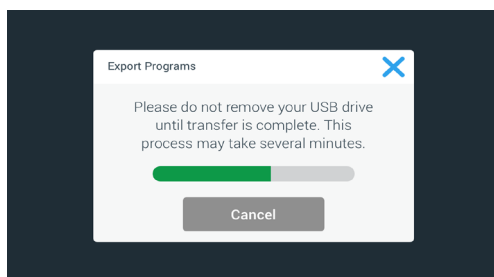 Export Programs
Please do not remove your USB drive
until transfer is complete. This
process may take several minutes.
Cancel